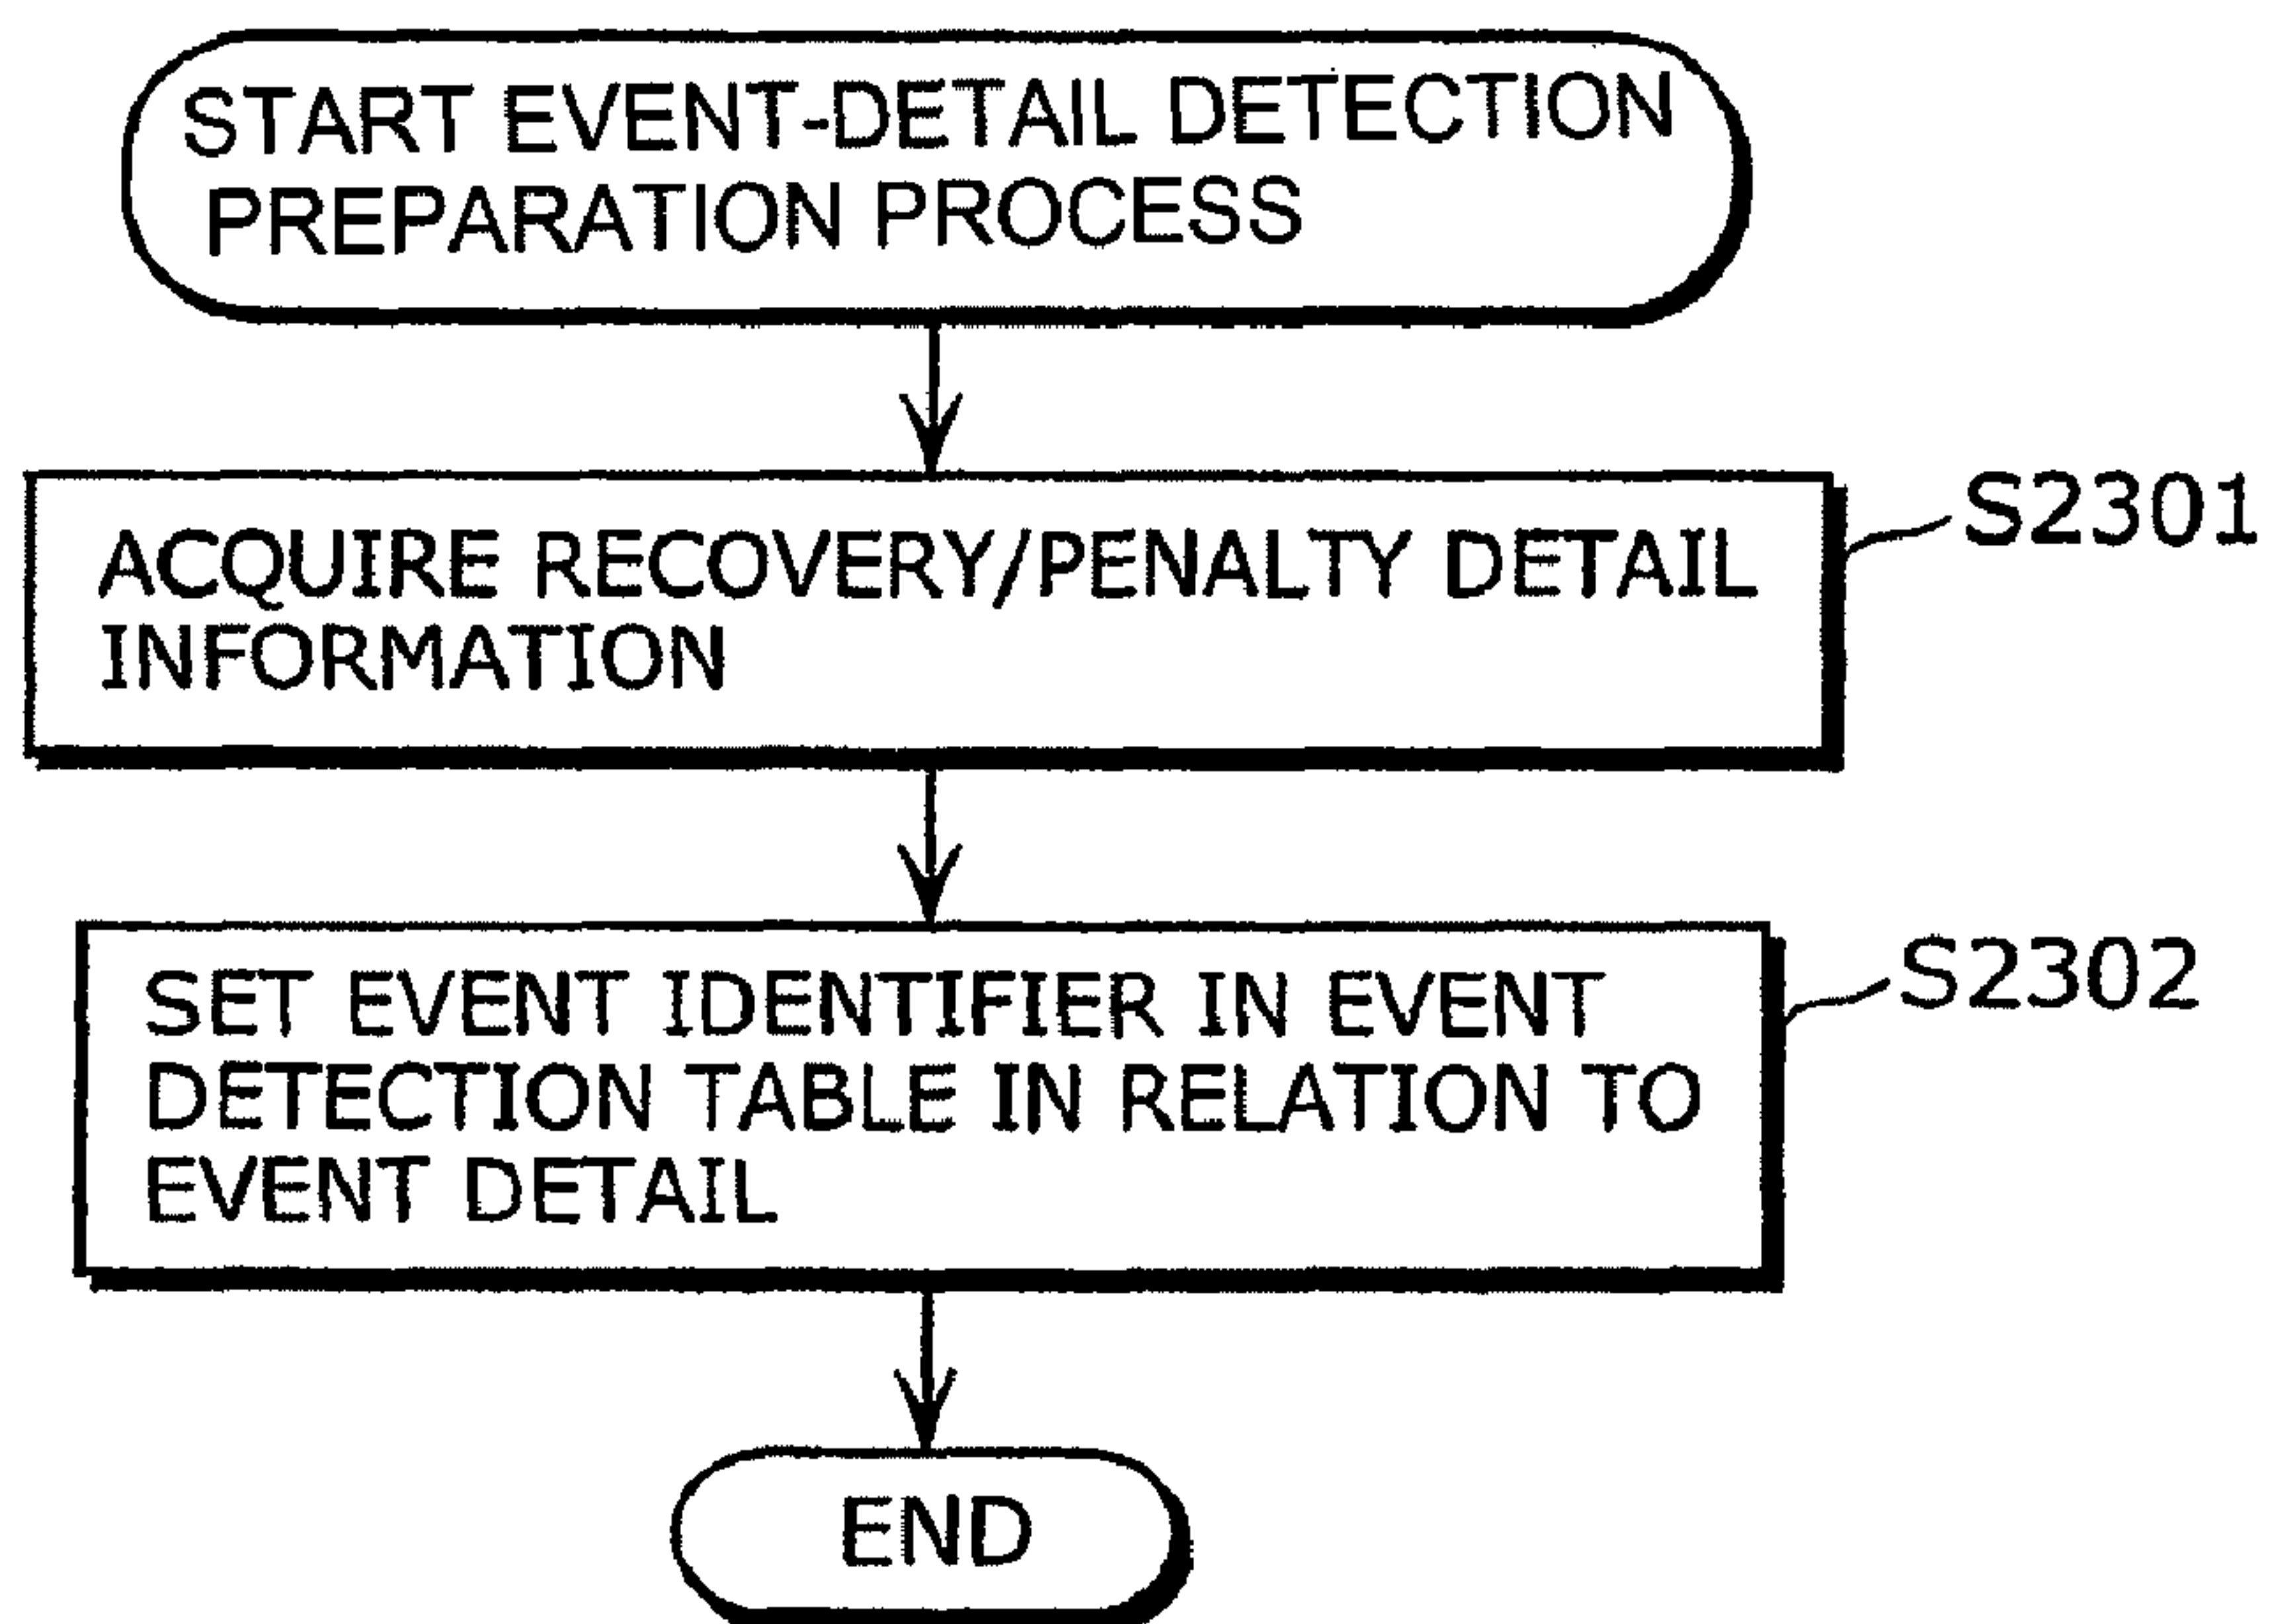 START EVENT-DETAIL DETECTION
PREPARATION PROCESS
ACQUIRE RECOVERY/PENALTY DETAIL
INFORMATION
S2301
SET EVENT IDENTIFIER IN EVENT
DETECTION TABLE IN RELATION TO
EVENT DETAIL
S2302
END